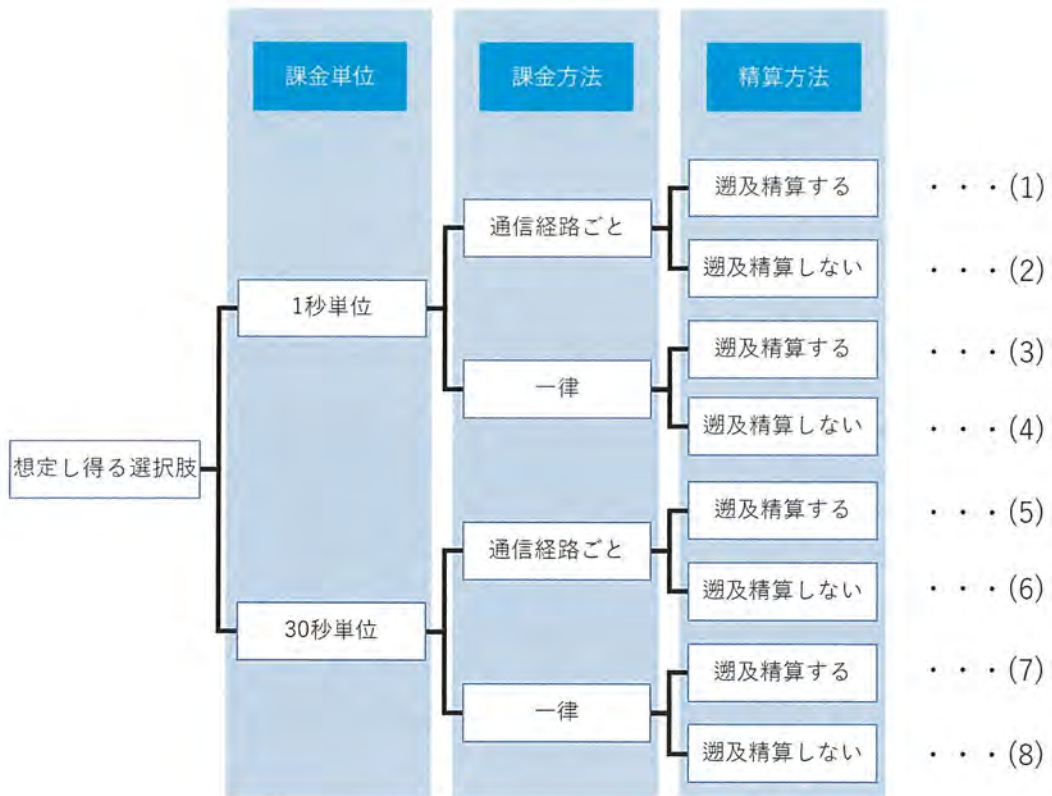 課金単位
課金方法
精算方法
遡及精算する ・・・(1)
通信経路ごと
遡及精算しない ・・・(2)
1秒単位
遡及精算する ・・・(3)
一律
遡及精算しない ・・・(4)
想定し得る選択肢
遡及精算する ・・・(5)
通信経路ごと
遡及精算しない ・・・(6)
30秒単位
遡及精算する ・・・(7)
一律
遡及精算しない ・・・(8)